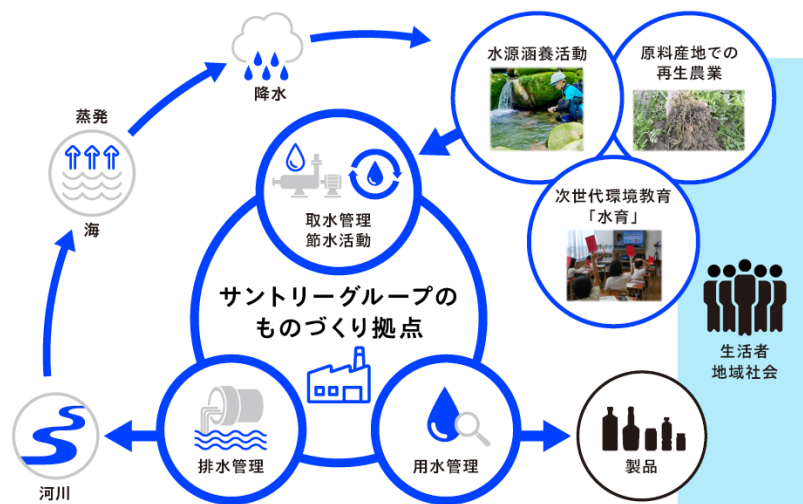 降水
水源涵養活動
原料産地での
再生農業
蒸発
海
取水管理
節水活動
次世代環境教育
「水育」
サントリーグループの
ものづくり拠点
生活者
地域社会
河川
排水管理
用水管理
製品